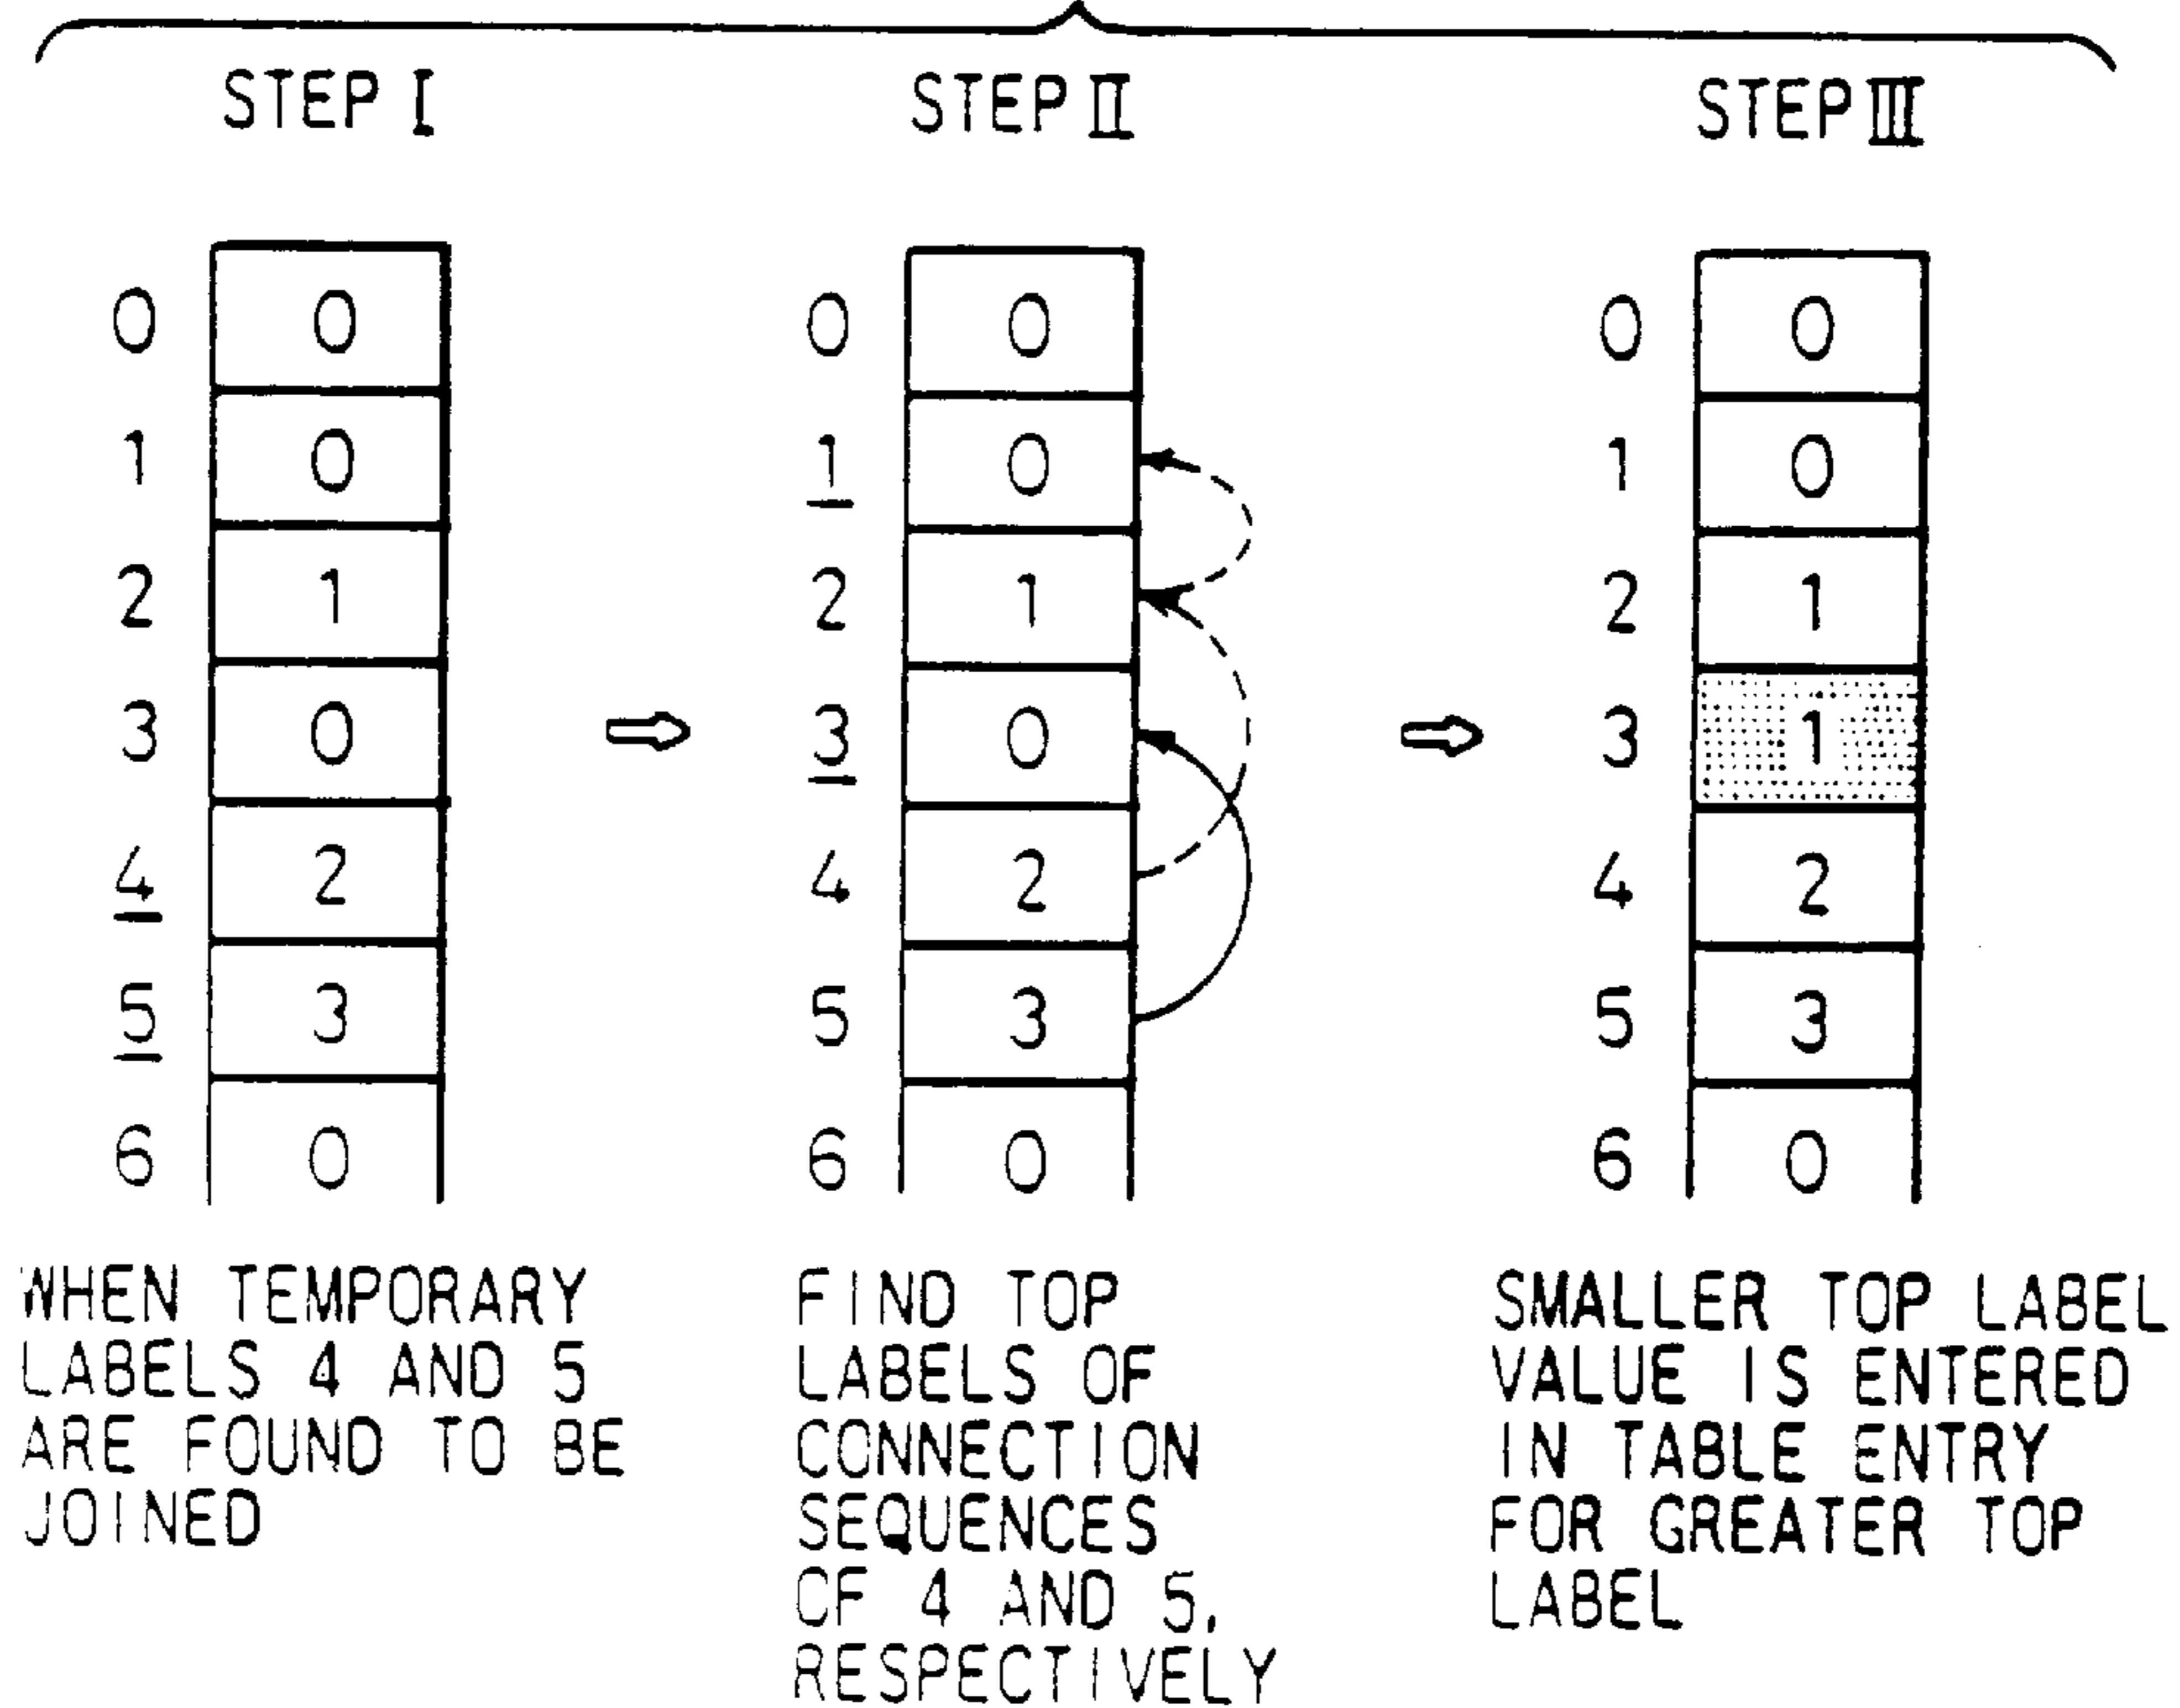 STEP I
STEP II
STEP III
0 0
1 0
2 1
3 0
4 2
5 3
6 0
0 0
1 0
2 1
3 0
4 2
5 3
6 0
0 0
1 0
2 1
3 1
4 2
5 3
6 0
WHEN TEMPORARY
LABELS 4 AND 5
ARE FOUND TO BE
JOINED
FIND TOP
LABELS OF
CONNECTION
SEQUENCES
OF 4 AND 5,
RESPECTIVELY
SMALLER TOP LABEL
VALUE IS ENTERED
IN TABLE ENTRY
FOR GREATER TOP
LABEL